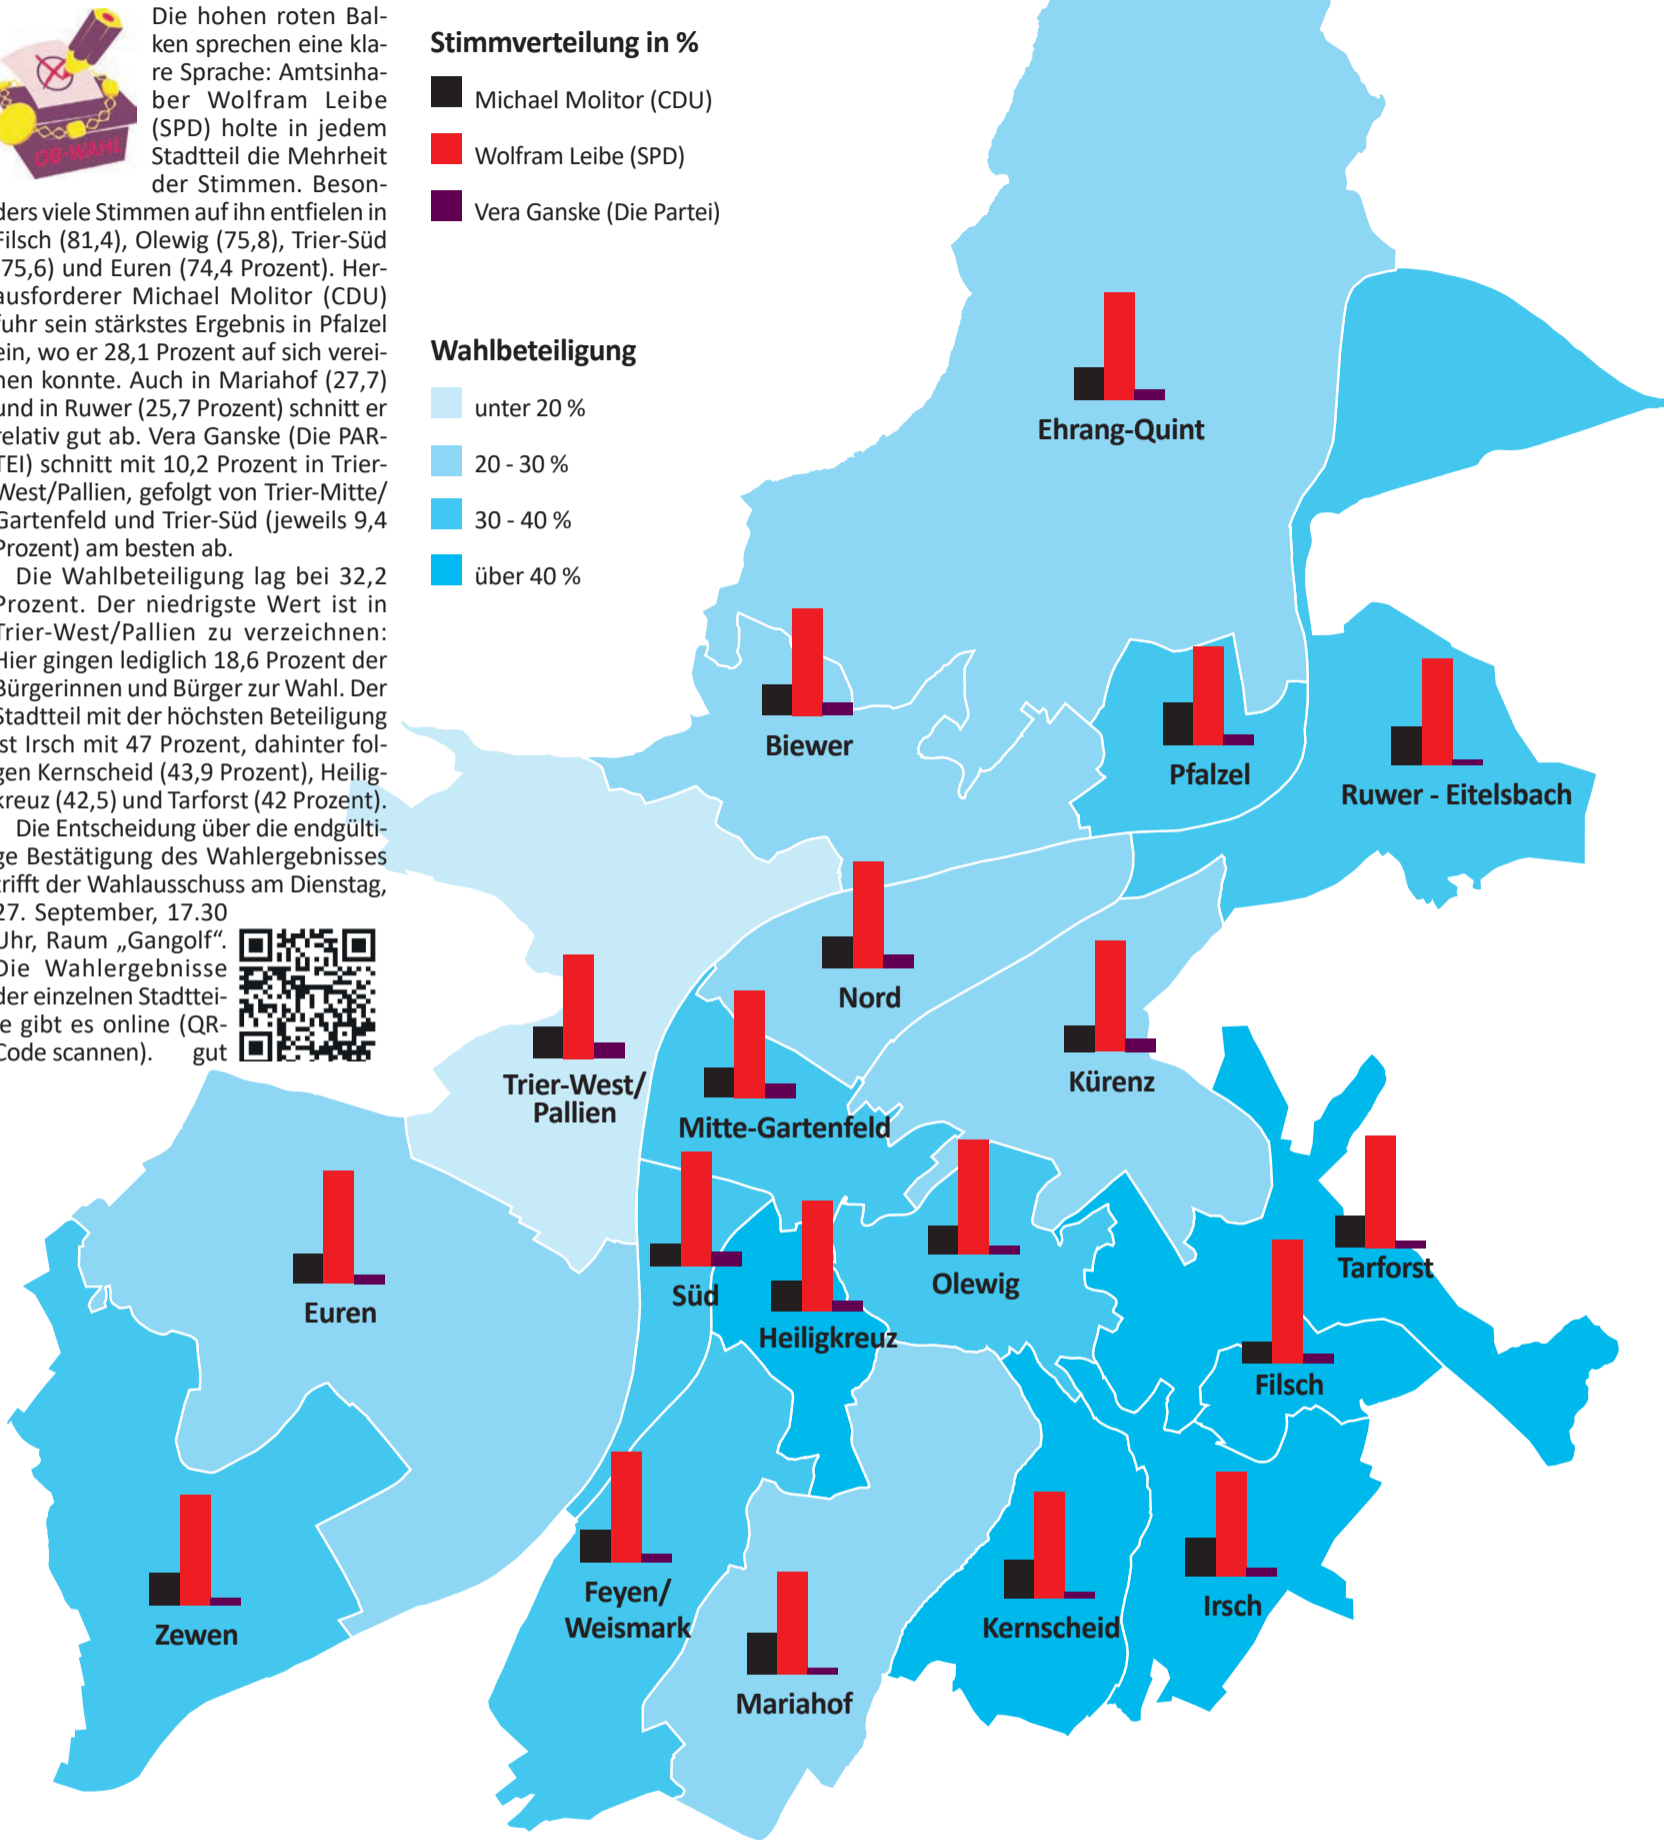 Die hohen roten Bal-
ken sprechen eine kla-
re Sprache: Amtsinha-
ber Wolfram Leibe
(SPD) holte in jedem
Stadtteil die Mehrheit
der Stimmen. Beson-
ders viele Stimmen auf ihn entfielen in
Filsch (81,4), Olewig (75,8), Trier-Süd
75,6) und Euren (74,4 Prozent). Her-
ausforderer Michael Molitor (CDU)
fuhr sein stärkstes Ergebnis in Pfalzel
ein, wo er 28,1 Prozent auf sich verei-
nen konnte. Auch in Mariahof (27,7)
und in Ruwer (25,7 Prozent) schnitt er
relativ gut ab. Vera Ganske (Die PAR-
TEI) schnitt mit 10,2 Prozent in Trier-
West/Pallien, gefolgt von Trier-Mitte/
Gartenfeld und Trier-Süd (jeweils 9,4
Prozent) am besten ab.
Die Wahlbeteiligung lag bei 32,2
Prozent. Der niedrigste Wert ist in
Trier-West/Pallien zu verzeichnen:
Hier gingen lediglich 18,6 Prozent der
Bürgerinnen und Bürger zur Wahl. Der
Stadtteil mit der höchsten Beteiligung
ist Irsch mit 47 Prozent, dahinter fol-
gen Kernscheid (43,9 Prozent), Heilig-
kreuz (42,5) und Tarforst (42 Prozent).
Die Entscheidung über die endgülti-
ge Bestätigung des Wahlergebnisses
trifft der Wahlausschuss am Dienstag,
27. September, 17.30
Uhr, Raum „Gangolf“.
Die Wahlergebnisse
der einzelnen Stadttei-
le gibt es online (QR-
Code scannen). gut
OB-WAHL
Stimmverteilung in %
Michael Molitor (CDU)
Wolfram Leibe (SPD)
Vera Ganske (Die Partei)
Wahlbeteiligung
unter 20 %
20 - 30 %
30 - 40 %
über 40 %
Ehrang-Quint
Biewer
Pfalzel
Ruwer - Eitelsbach
Nord
Kürenz
Trier-West/
Pallien
Mitte-Gartenfeld
Euren
Süd
Olewig
Tarforst
Heiligkreuz
Filsch
Zewen
Feyen/
Weismark
Kernscheid
Irsch
Mariahof